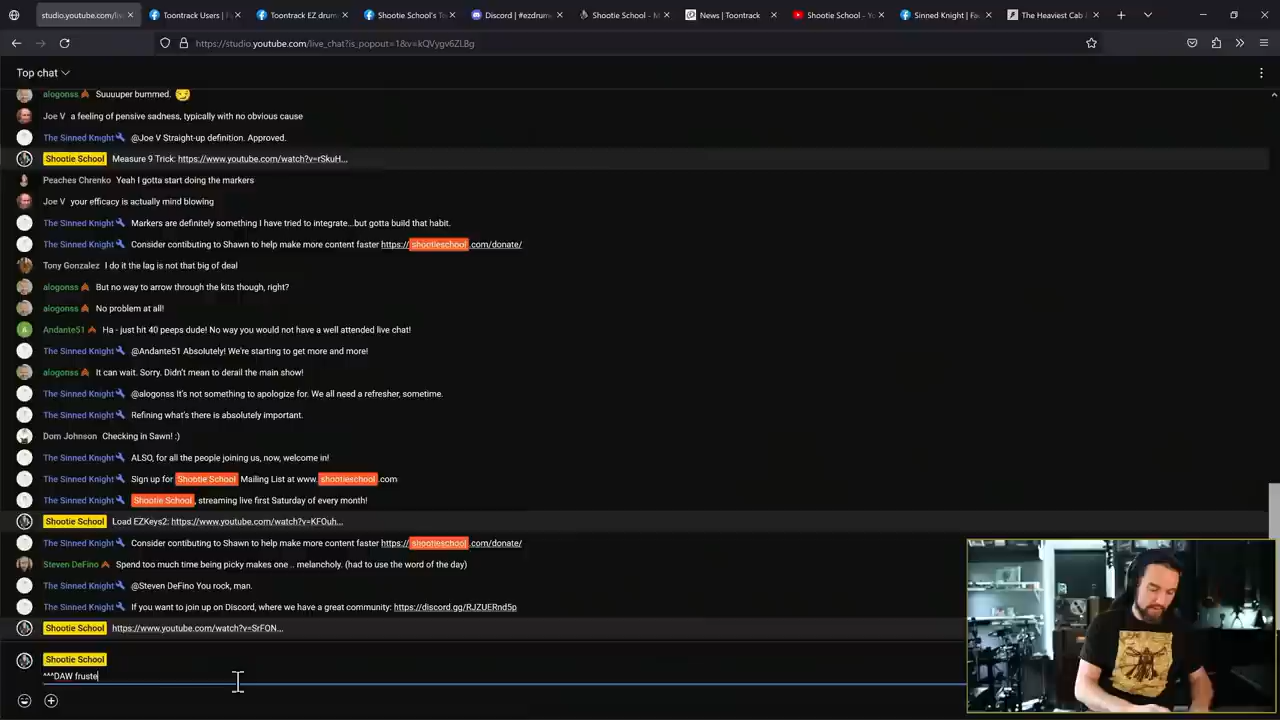 studio.youtube.com/live_cha
Toontrack Users | F
Toontrack EZ drum
Shootie School's Tr
Discord | #ezdrum
Shootie School - M
News | Toontrack
Shootie School - Yo
Sinned Knight | Fac
The Heaviest Cab
https://studio.youtube.com/live_chat?is_popout=1&v=kQVygv6ZLBg
Top chat
alogonss Suuuuper bummed. 😏
Joe V a feeling of pensive sadness, typically with no obvious cause
The Sinned Knight @Joe V Straight-up definition. Approved.
Shootie School Measure 9 Trick: https://www.youtube.com/watch?v=rSkuH...
Peaches Chrenko Yeah I gotta start doing the markers
Joe V your efficacy is actually mind blowing
The Sinned Knight Markers are definitely something I have tried to integrate...but gotta build that habit.
The Sinned Knight Consider contibuting to Shawn to help make more content faster https://shootieschool.com/donate/
Tony Gonzalez I do it the lag is not that big of deal
alogonss But no way to arrow through the kits though, right?
alogonss No problem at all!
Andante51 Ha - just hit 40 peeps dude! No way you would not have a well attended live chat!
The Sinned Knight @Andante51 Absolutely! We're starting to get more and more!
alogonss It can wait. Sorry. Didn't mean to derail the main show!
The Sinned Knight @alogonss It's not something to apologize for. We all need a refresher, sometime.
The Sinned Knight Refining what's there is absolutely important.
Dom Johnson Checking in Sawn! :)
The Sinned Knight ALSO, for all the people joining us, now, welcome in!
The Sinned Knight Sign up for Shootie School Mailing List at www.shootieschool.com
The Sinned Knight Shootie School, streaming live first Saturday of every month!
Shootie School Load EZKeys2: https://www.youtube.com/watch?v=KFOuh...
The Sinned Knight Consider contibuting to Shawn to help make more content faster https://shootieschool.com/donate/
Steven DeFino Spend too much time being picky makes one .. melancholy. (had to use the word of the day)
The Sinned Knight @Steven DeFino You rock, man.
The Sinned Knight If you want to join up on Discord, where we have a great community: https://discord.gg/RJZUERnd5p
Shootie School https://www.youtube.com/watch?v=SrFON...
Shootie School
^^^DAW fruste